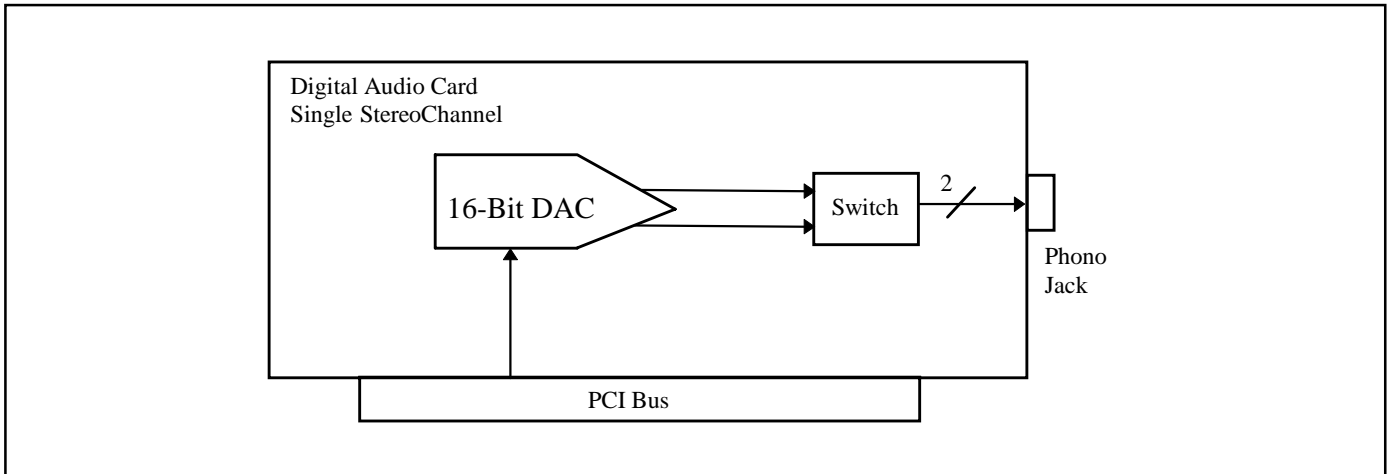 Digital Audio Card
Single StereoChannel
16-Bit DAC
Switch
2
Phono
Jack
PCI Bus